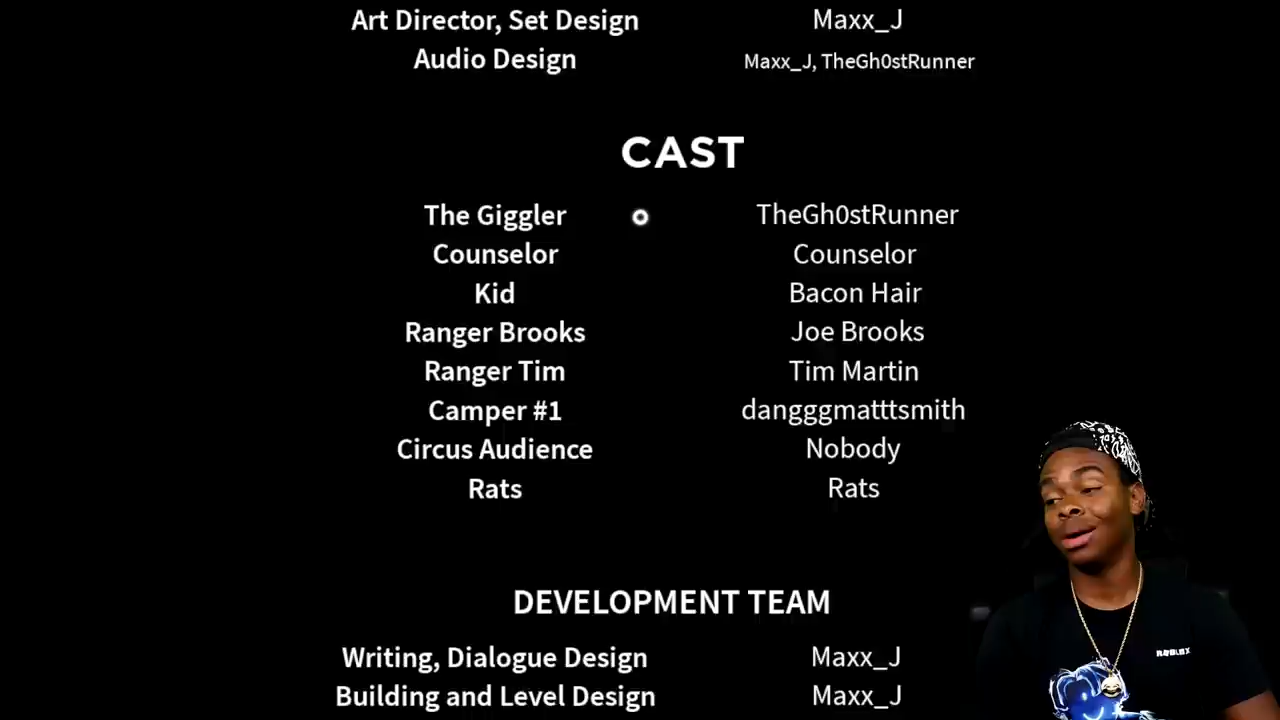 Art Director, Set Design Maxx_J
Audio Design Maxx_J, TheGh0stRunner
CAST
The Giggler TheGh0stRunner
Counselor Counselor
Kid Bacon Hair
Ranger Brooks Joe Brooks
Ranger Tim Tim Martin
Camper #1 dangggmatttsmith
Circus Audience Nobody
Rats Rats
DEVELOPMENT TEAM
Writing, Dialogue Design Maxx_J
Building and Level Design Maxx_J
ROBLOX